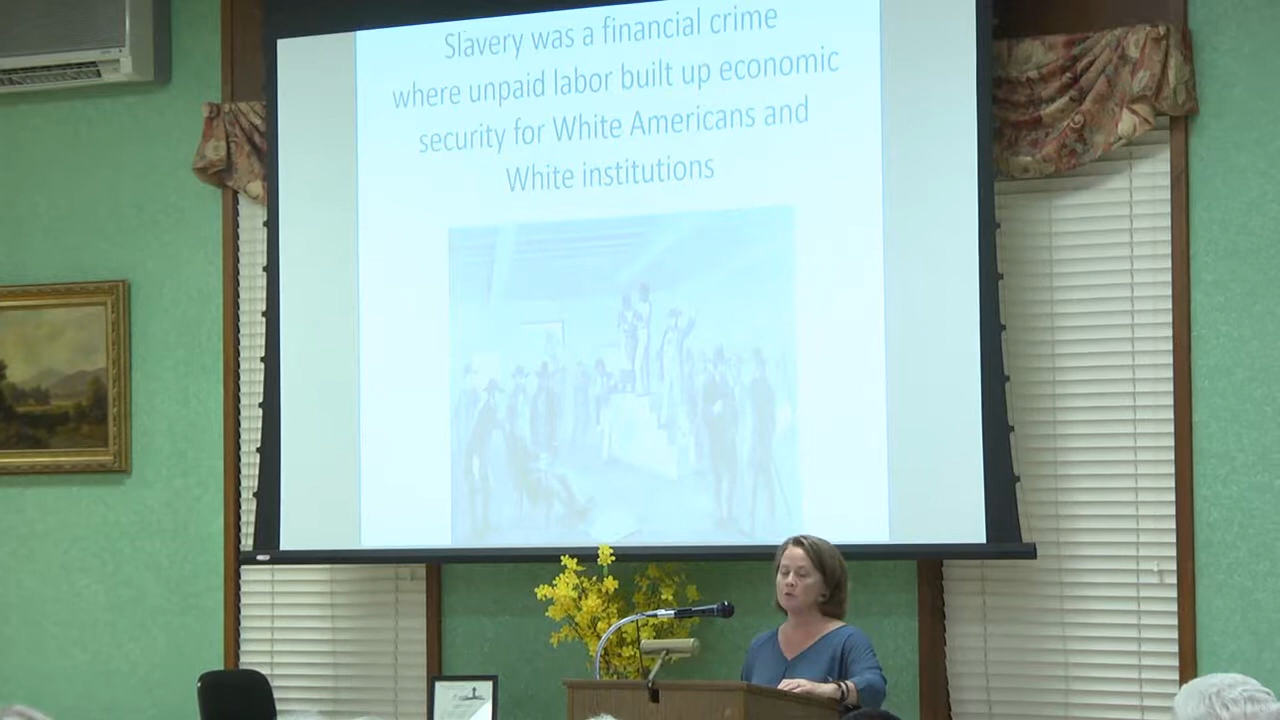 Slavery was a financial crime
where unpaid labor built up economic
security for White Americans and
White institutions